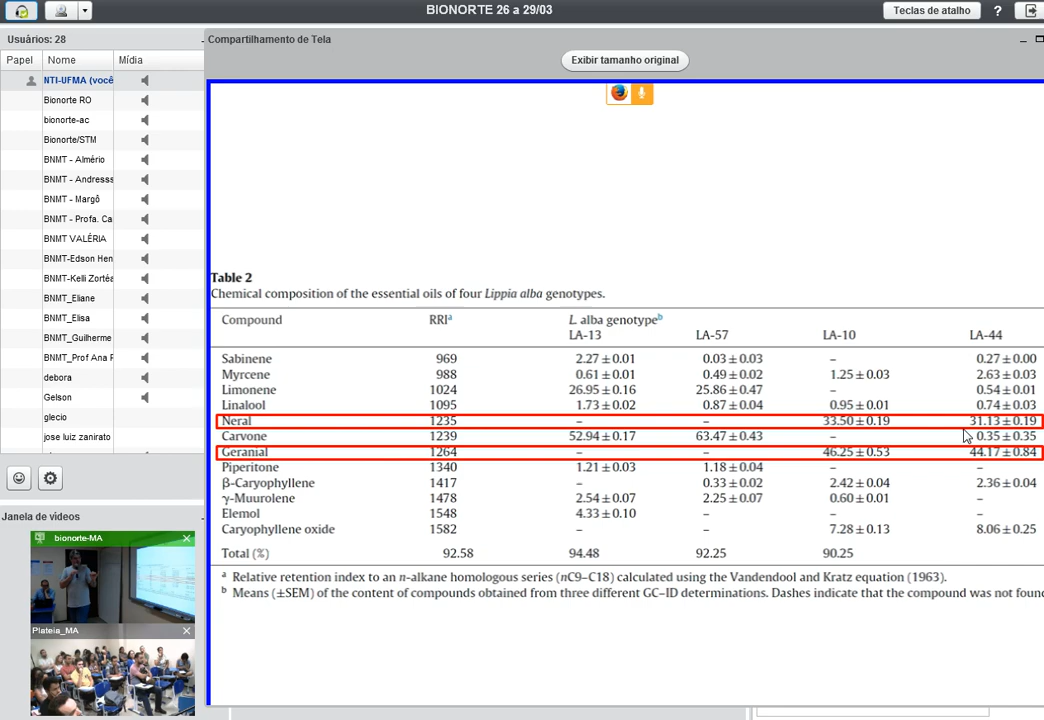 BIONORTE 26 a 29/03
Teclas de atalho
?
Usuários: 28
Papel Nome Mídia
NTI-UFMA (você
Bionorte RO
bionorte-ac
Bionorte/STM
BNMT - Almério
BNMT - Andresss
BNMT - Margô
BNMT - Profa. Ca
BNMT VALÉRIA
BNMT-Edson Hen
BNMT-Kelli Zortéa
BNMT_Eliane
BNMT_Elisa
BNMT_Guilherme
BNMT_Prof Ana F
debora
Gelson
glecio
jose luiz zanirato
Janela de videos
bionorte-MA
Plateia_MA
Compartilhamento de Tela
Exibir tamanho original
Table 2
Chemical composition of the essential oils of four Lippia alba genotypes.
Compound RRIa L. alba genotypeb
LA-13 LA-57 LA-10 LA-44
Sabinene 969 2.27 ± 0.01 0.03 ± 0.03 – 0.27 ± 0.00
Myrcene 988 0.61 ± 0.01 0.49 ± 0.02 1.25 ± 0.03 2.63 ± 0.03
Limonene 1024 26.95 ± 0.16 25.86 ± 0.47 – 0.54 ± 0.01
Linalool 1095 1.73 ± 0.02 0.87 ± 0.04 0.95 ± 0.01 0.74 ± 0.03
Neral 1235 – – 33.50 ± 0.19 31.13 ± 0.19
Carvone 1239 52.94 ± 0.17 63.47 ± 0.43 – 0.35 ± 0.35
Geranial 1264 – – 46.25 ± 0.53 44.17 ± 0.84
Piperitone 1340 1.21 ± 0.03 1.18 ± 0.04 – –
β-Caryophyllene 1417 – 0.33 ± 0.02 2.42 ± 0.04 2.36 ± 0.04
γ-Muurolene 1478 2.54 ± 0.07 2.25 ± 0.07 0.60 ± 0.01 –
Elemol 1548 4.33 ± 0.10 – – –
Caryophyllene oxide 1582 – – 7.28 ± 0.13 8.06 ± 0.25
Total (%) 92.58 94.48 92.25 90.25
a Relative retention index to an n-alkane homologous series (nC9–C18) calculated using the Vandendool and Kratz equation (1963).
b Means (±SEM) of the content of compounds obtained from three different GC–ID determinations. Dashes indicate that the compound was not found